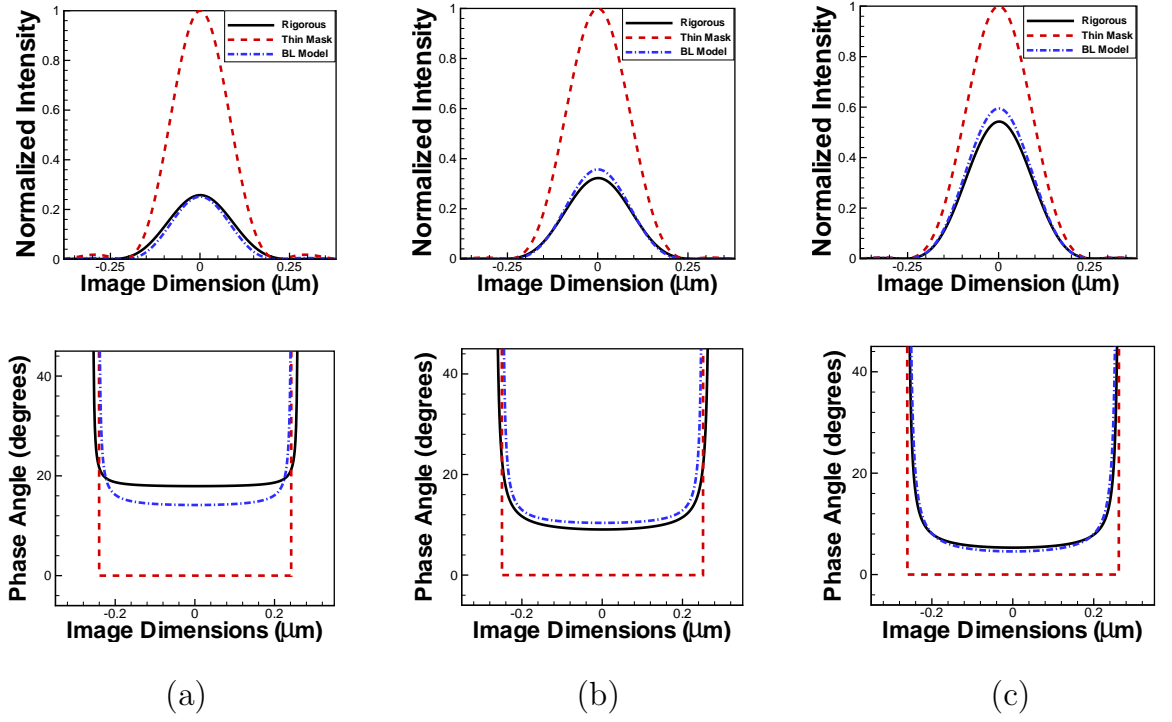 Normalized Intensity
1
0.8
0.6
0.4
0.2
0
-0.25
0
0.25
Image Dimension (μm)
Rigorous
Thin Mask
BL Model
Normalized Intensity
1
0.8
0.6
0.4
0.2
0
-0.25
0
0.25
Image Dimension (μm)
Rigorous
Thin Mask
BL Model
Normalized Intensity
1
0.8
0.6
0.4
0.2
0
-0.25
0
0.25
Image Dimension (μm)
Rigorous
Thin Mask
BL Model
Phase Angle (degrees)
40
20
0
-0.2
0
0.2
Image Dimensions (μm)
Phase Angle (degrees)
40
20
0
-0.2
0
0.2
Image Dimensions (μm)
Phase Angle (degrees)
40
20
0
-0.2
0
0.2
Image Dimensions (μm)
(a)
(b)
(c)